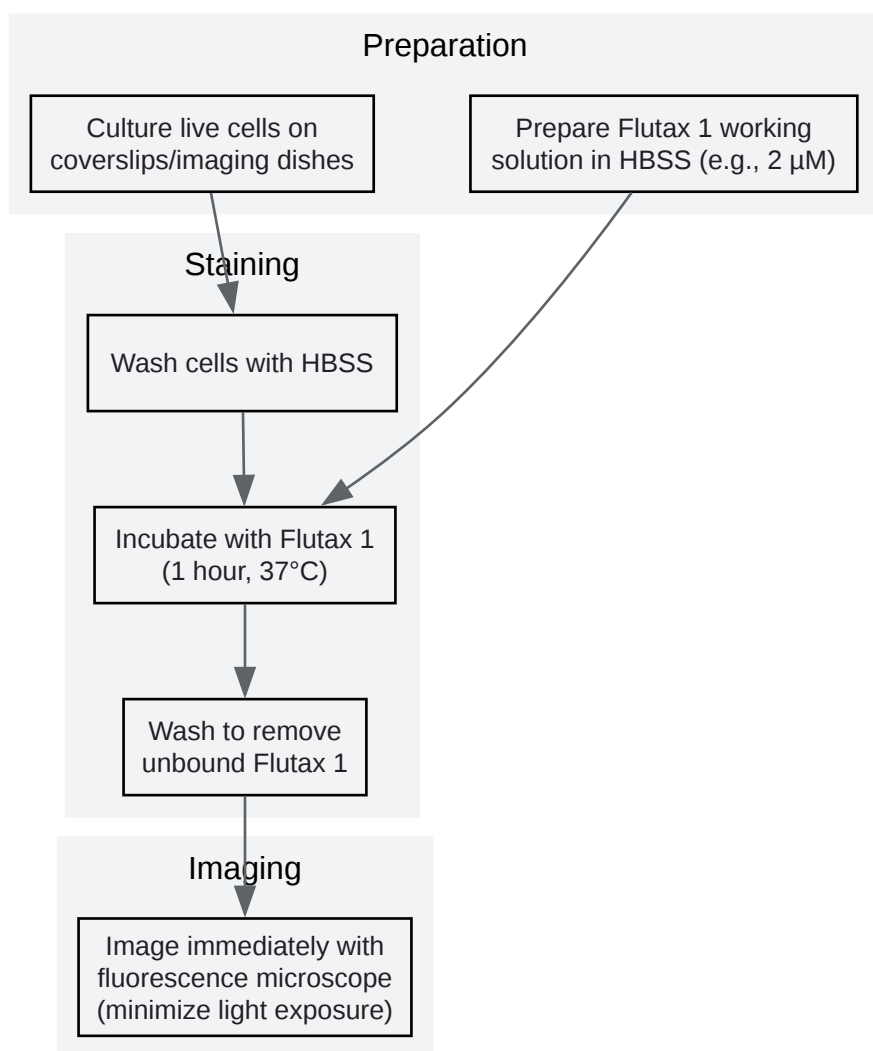 Preparation
Culture live cells on
coverslips/imaging dishes
Prepare Flutax 1 working
solution in HBSS (e.g., 2 µM)
Staining
Wash cells with HBSS
Incubate with Flutax 1
(1 hour, 37°C)
Wash to remove
unbound Flutax 1
Imaging
Image immediately with
fluorescence microscope
(minimize light exposure)